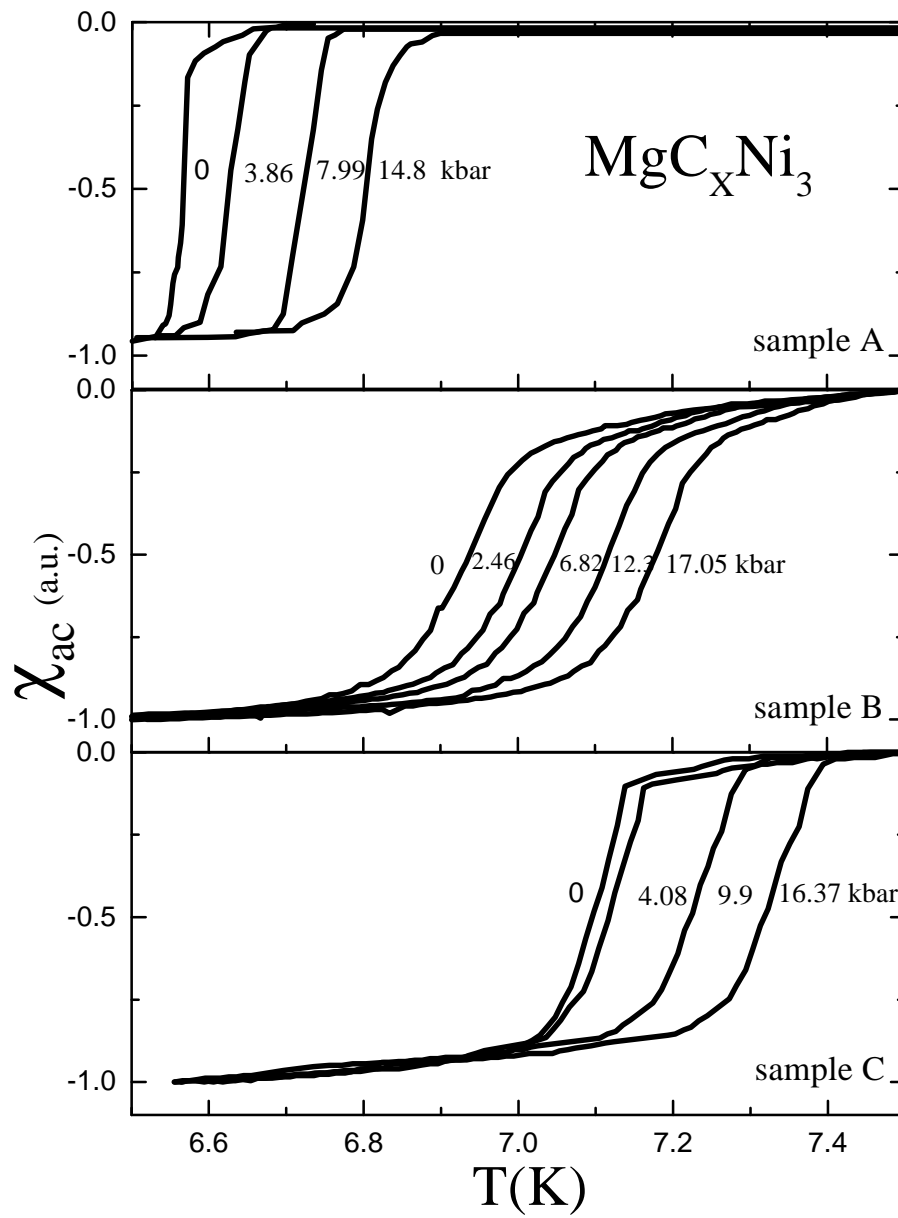 0.0
-0.5
-1.0
0 3.86 7.99 14.8 kbar
MgCXNi3
sample A
0.0
-0.5
-1.0
0 2.46 6.82 12.3 17.05 kbar
sample B
0.0
-0.5
-1.0
0 4.08 9.9 16.37 kbar
sample C
χac (a.u.)
6.6 6.8 7.0 7.2 7.4
T(K)